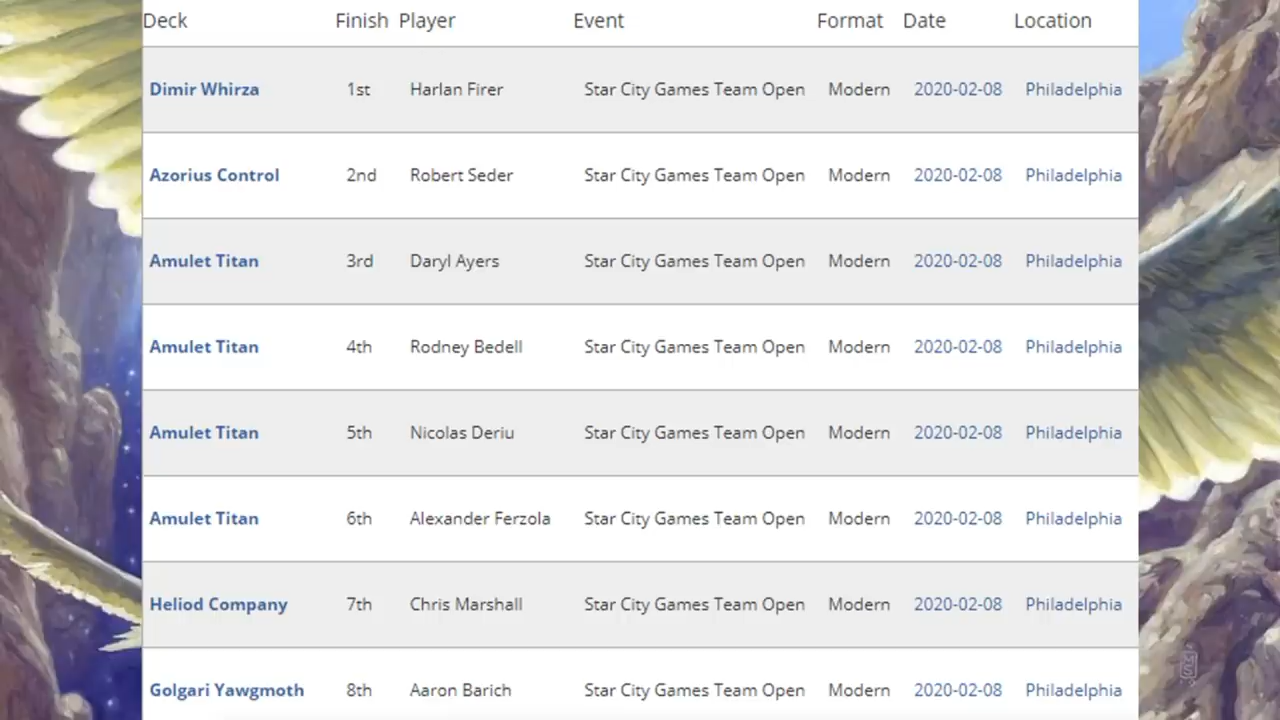 Deck Finish Player Event Format Date Location
Dimir Whirza 1st Harlan Firer Star City Games Team Open Modern 2020-02-08 Philadelphia
Azorius Control 2nd Robert Seder Star City Games Team Open Modern 2020-02-08 Philadelphia
Amulet Titan 3rd Daryl Ayers Star City Games Team Open Modern 2020-02-08 Philadelphia
Amulet Titan 4th Rodney Bedell Star City Games Team Open Modern 2020-02-08 Philadelphia
Amulet Titan 5th Nicolas Deriu Star City Games Team Open Modern 2020-02-08 Philadelphia
Amulet Titan 6th Alexander Ferzola Star City Games Team Open Modern 2020-02-08 Philadelphia
Heliod Company 7th Chris Marshall Star City Games Team Open Modern 2020-02-08 Philadelphia
Golgari Yawgmoth 8th Aaron Barich Star City Games Team Open Modern 2020-02-08 Philadelphia